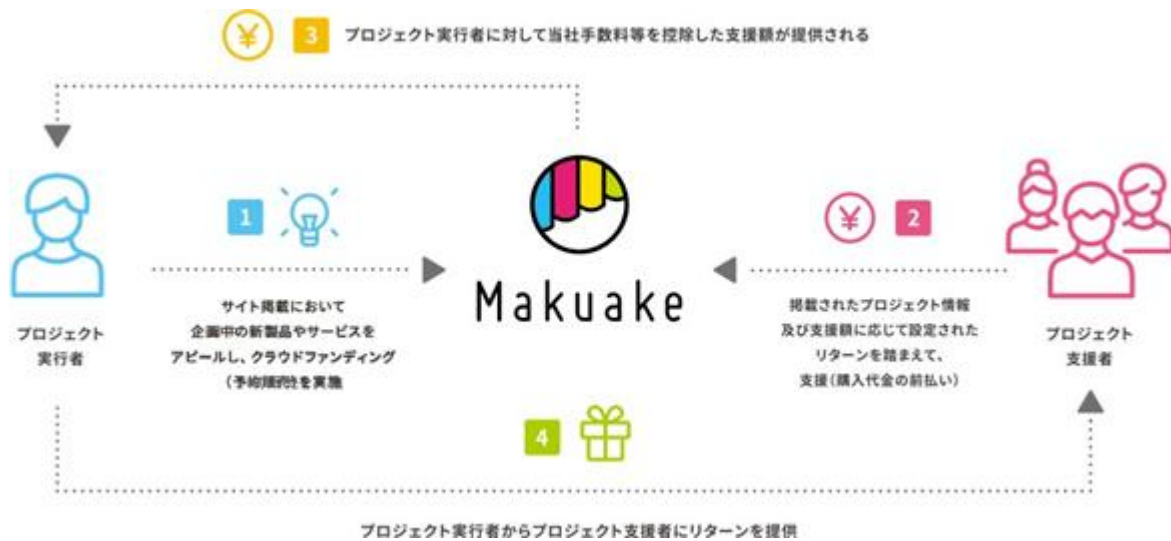 3 プロジェクト実行者に対して当社手数料等を控除した支援額が提供される
1
2
Makuake
プロジェクト
実行者
サイト掲載において
企画中の新製品やサービスを
アピールし、クラウドファンディング
を実施
掲載されたプロジェクト情報
及び支援額に応じて設定された
リターンを踏まえて、
支援(購入代金の前払い)
プロジェクト
支援者
4
プロジェクト実行者からプロジェクト支援者にリターンを提供